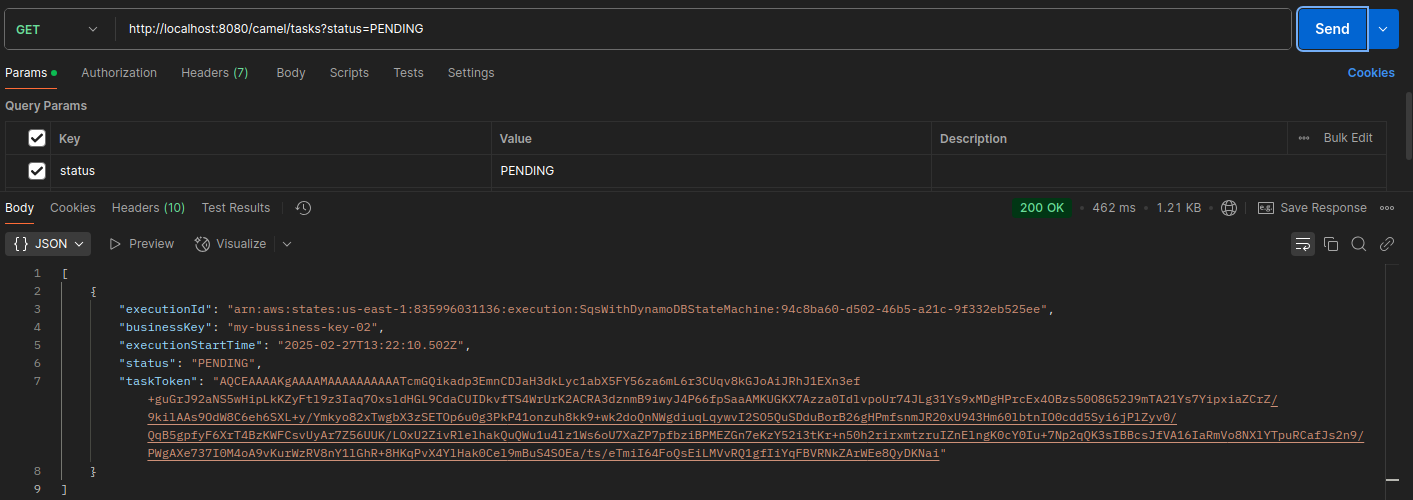 GET http://localhost:8080/camel/tasks?status=PENDING Send
Params Authorization Headers (7) Body Scripts Tests Settings Cookies
Query Params
Key Value Description Bulk Edit
status PENDING
Body Cookies Headers (10) Test Results 200 OK 462 ms 1.21 KB e.g. Save Response
{} JSON Preview Visualize
1 [
2 {
3 "executionId": "arn:aws:states:us-east-1:835996031136:execution:SqsWithDynamoDBStateMachine:94c8ba60-d502-46b5-a21c-9f332eb525ee",
4 "businessKey": "my-bussiness-key-02",
5 "executionStartTime": "2025-02-27T13:22:10.502Z",
6 "status": "PENDING",
7 "taskToken": "AQCEAAAAKgAAAAMAAAAAAAAAATcmGQikadp3EmnCDJaH3dkLyc1abX5FY56za6mL6r3CUqv8kGJoAiJRhJ1EXn3ef
+guGrJ92aNS5wHipLkKZyFtl9z3Iaq7OxsldHGL9CdaCUIDkvfTS4WrUrK2ACRA3dznmB9iwyJ4P66fpSaaAMKUGKX7Azza0IdlvpoUr74JLg31Ys9xMDgHPrcEx4OBzs50O8G52J9mTA21Ys7YipxiaZCrZ/
9kilAAs9OdW8C6eh6SXL+y/Ymkyo82xTwgbX3zSETOp6u0g3PkP41onzuh8kk9+wk2doQnNWgdiuqLqywvI2SO5QuSDduBorB26gHPmfsnmJR20xU943Hm60lbtnIO0cdd5Syi6jPlZyv0/
QqB5gpfyF6XrT4BzKWFCsvUyAr7Z56UUK/LOxU2ZivRlelhakQuQWu1u4lz1Ws6oU7XaZP7pfbziBPMEZGn7eKzY52i3tKr+n50h2rirxmtzruIZnElngK0cY0Iu+7Np2qQK3sIBBcsJfVA16IaRmVo8NXlYTpuRCafJs2n9/
PWgAXe737I0M4oA9vKurWzRV8nY1lGhR+8HKqPvX4YlHak0Cel9mBuS4SOEa/ts/eTmiI64FoQsEiLMVvRQ1gfIiYqFBVRNkZArWEe8QyDKNai"
8 }
9 ]